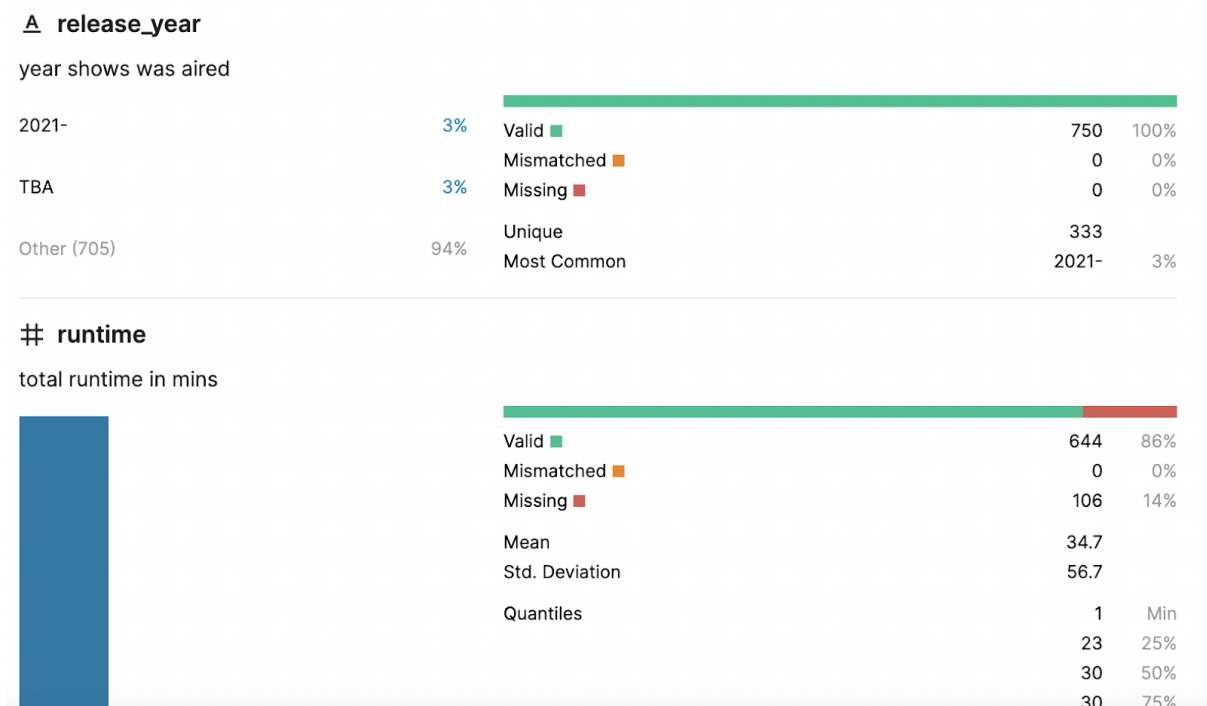 release_year
year shows was aired
2021- 3%
TBA 3%
Other (705) 94%
Valid 750 100%
Mismatched 0 0%
Missing 0 0%
Unique 333
Most Common 2021- 3%
runtime
total runtime in mins
Valid 644 86%
Mismatched 0 0%
Missing 106 14%
Mean 34.7
Std. Deviation 56.7
Quantiles 1 Min
23 25%
30 50%
30 75%